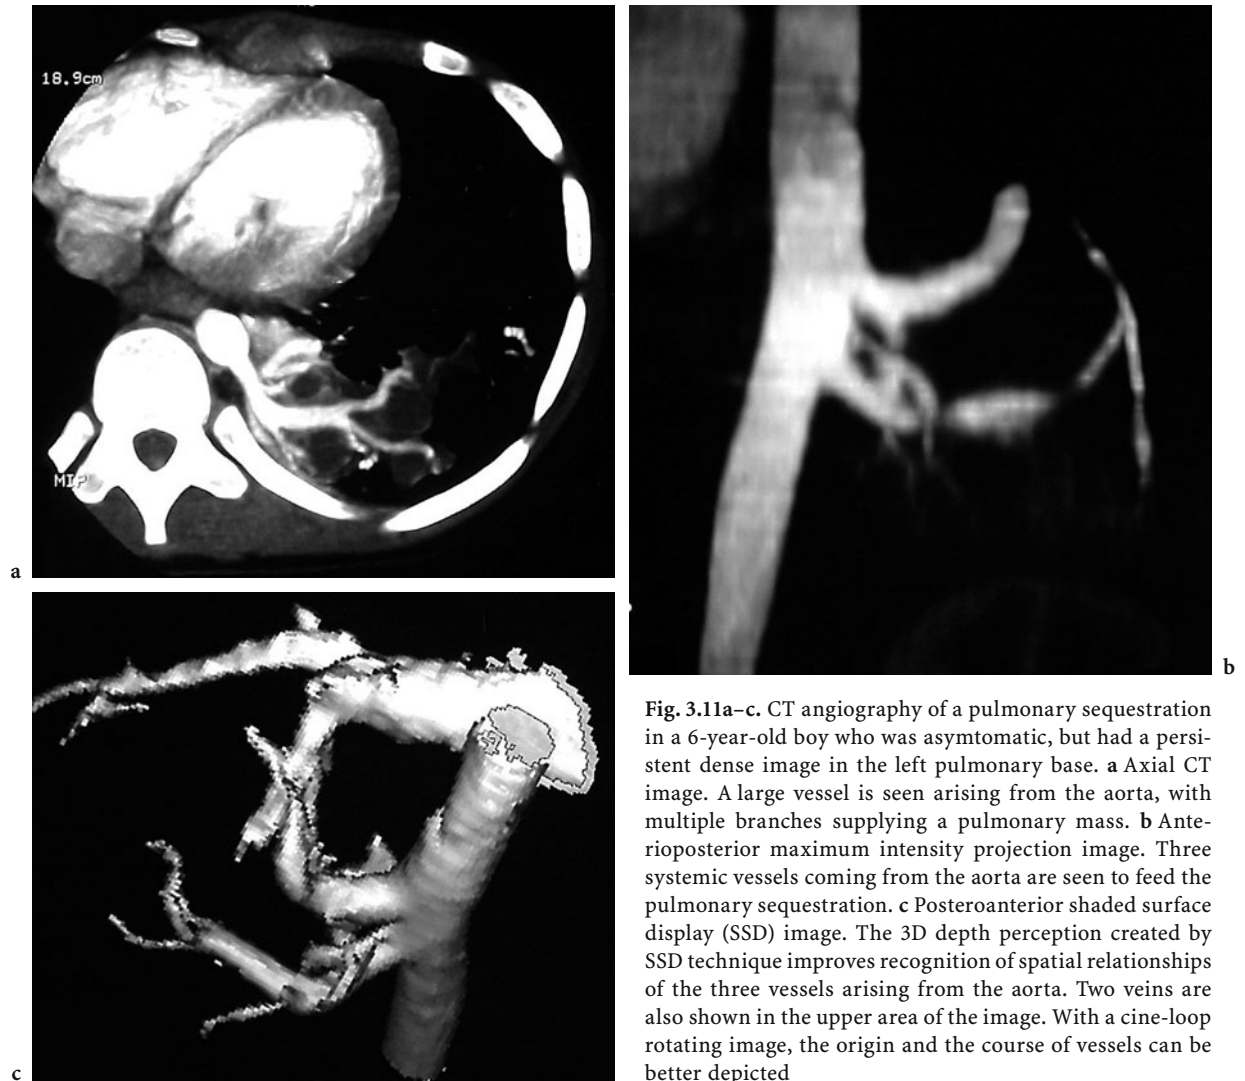 18.9cm
MIP
a
b
c
Fig. 3.11a–c. CT angiography of a pulmonary sequestration
in a 6-year-old boy who was asymtomatic, but had a persi-
stent dense image in the left pulmonary base. a Axial CT
image. A large vessel is seen arising from the aorta, with
multiple branches supplying a pulmonary mass. b Ante-
rioposterior maximum intensity projection image. Three
systemic vessels coming from the aorta are seen to feed the
pulmonary sequestration. c Posteroanterior shaded surface
display (SSD) image. The 3D depth perception created by
SSD technique improves recognition of spatial relationships
of the three vessels arising from the aorta. Two veins are
also shown in the upper area of the image. With a cine-loop
rotating image, the origin and the course of vessels can be
better depicted